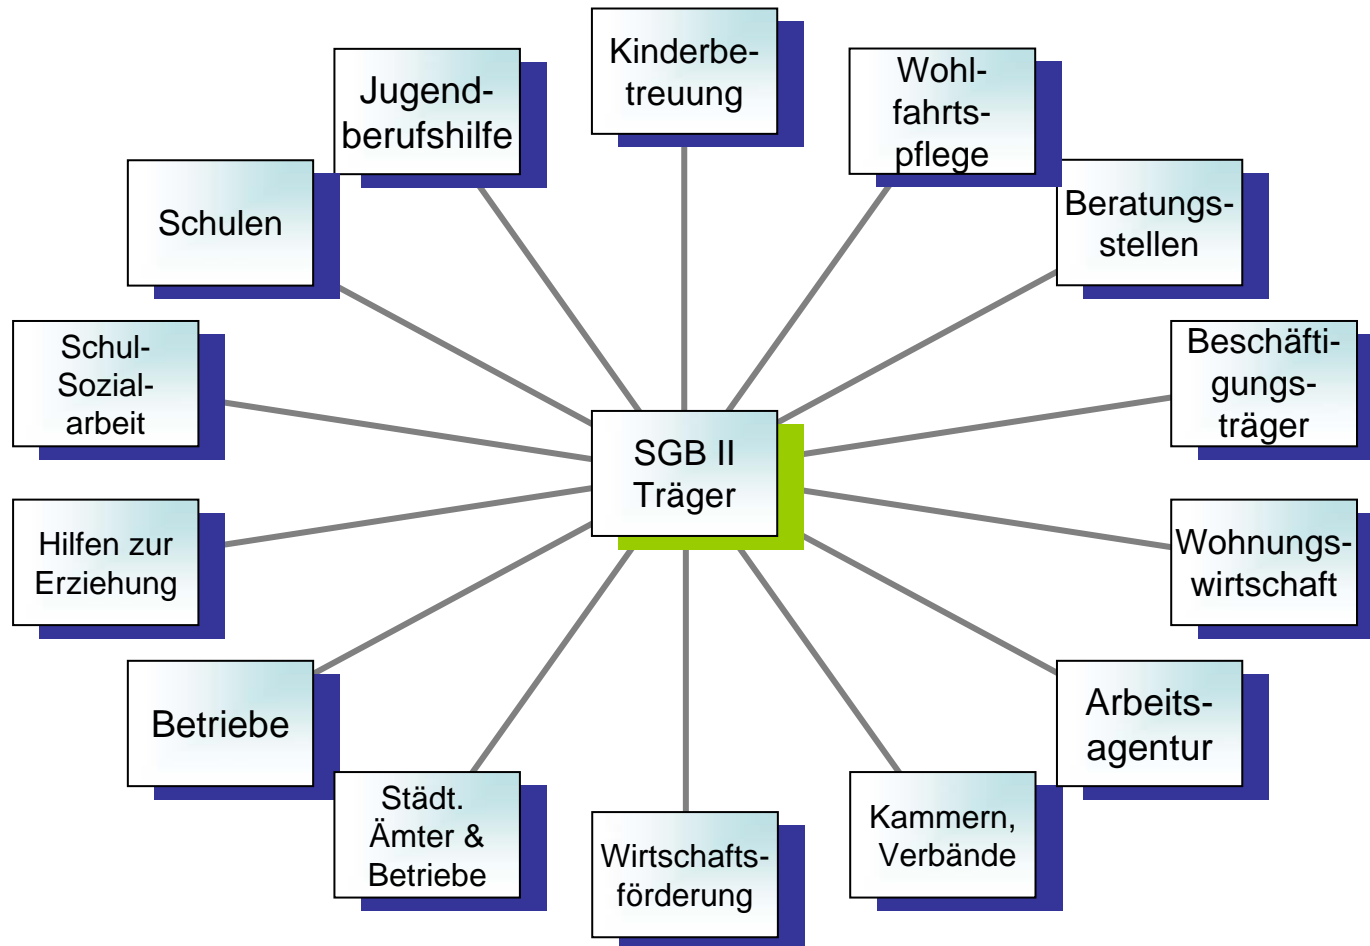 Kinderbe-
treuung
Wohl-
fahrts-
pflege
Beratungs-
stellen
Beschäfti-
gungs-
träger
Wohnungs-
wirtschaft
Arbeits-
agentur
Kammern,
Verbände
Wirtschafts-
förderung
Städt.
Ämter &
Betriebe
Betriebe
Hilfen zur
Erziehung
Schul-
Sozial-
arbeit
Schulen
Jugend-
berufshilfe
SGB II
Träger